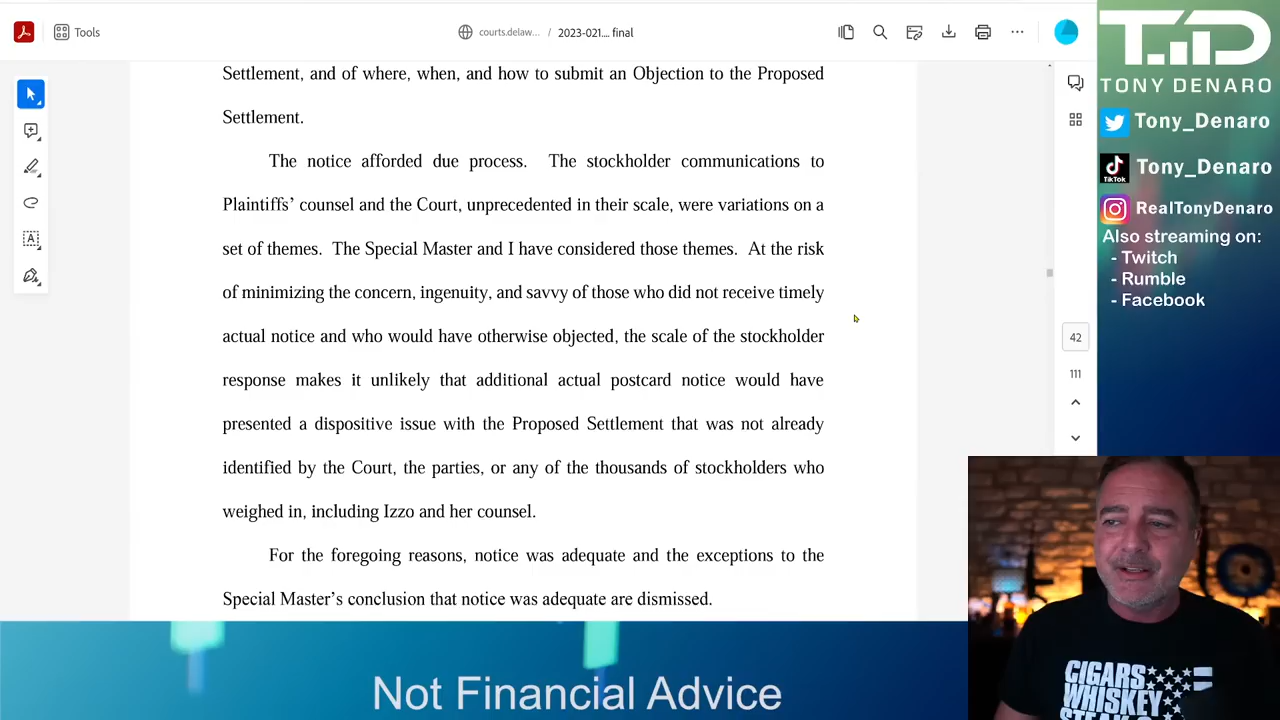 Tools
courts.delaw... / 2023-021.... final
Settlement, and of where, when, and how to submit an Objection to the Proposed
Settlement.
The notice afforded due process. The stockholder communications to
Plaintiffs' counsel and the Court, unprecedented in their scale, were variations on a
set of themes. The Special Master and I have considered those themes. At the risk
of minimizing the concern, ingenuity, and savvy of those who did not receive timely
actual notice and who would have otherwise objected, the scale of the stockholder
response makes it unlikely that additional actual postcard notice would have
presented a dispositive issue with the Proposed Settlement that was not already
identified by the Court, the parties, or any of the thousands of stockholders who
weighed in, including Izzo and her counsel.
For the foregoing reasons, notice was adequate and the exceptions to the
Special Master's conclusion that notice was adequate are dismissed.
42
111
TD
TONY DENARO
Tony_Denaro
TikTok
Tony_Denaro
RealTonyDenaro
Also streaming on:
- Twitch
- Rumble
- Facebook
Not Financial Advice
CIGARS
WHISKEY